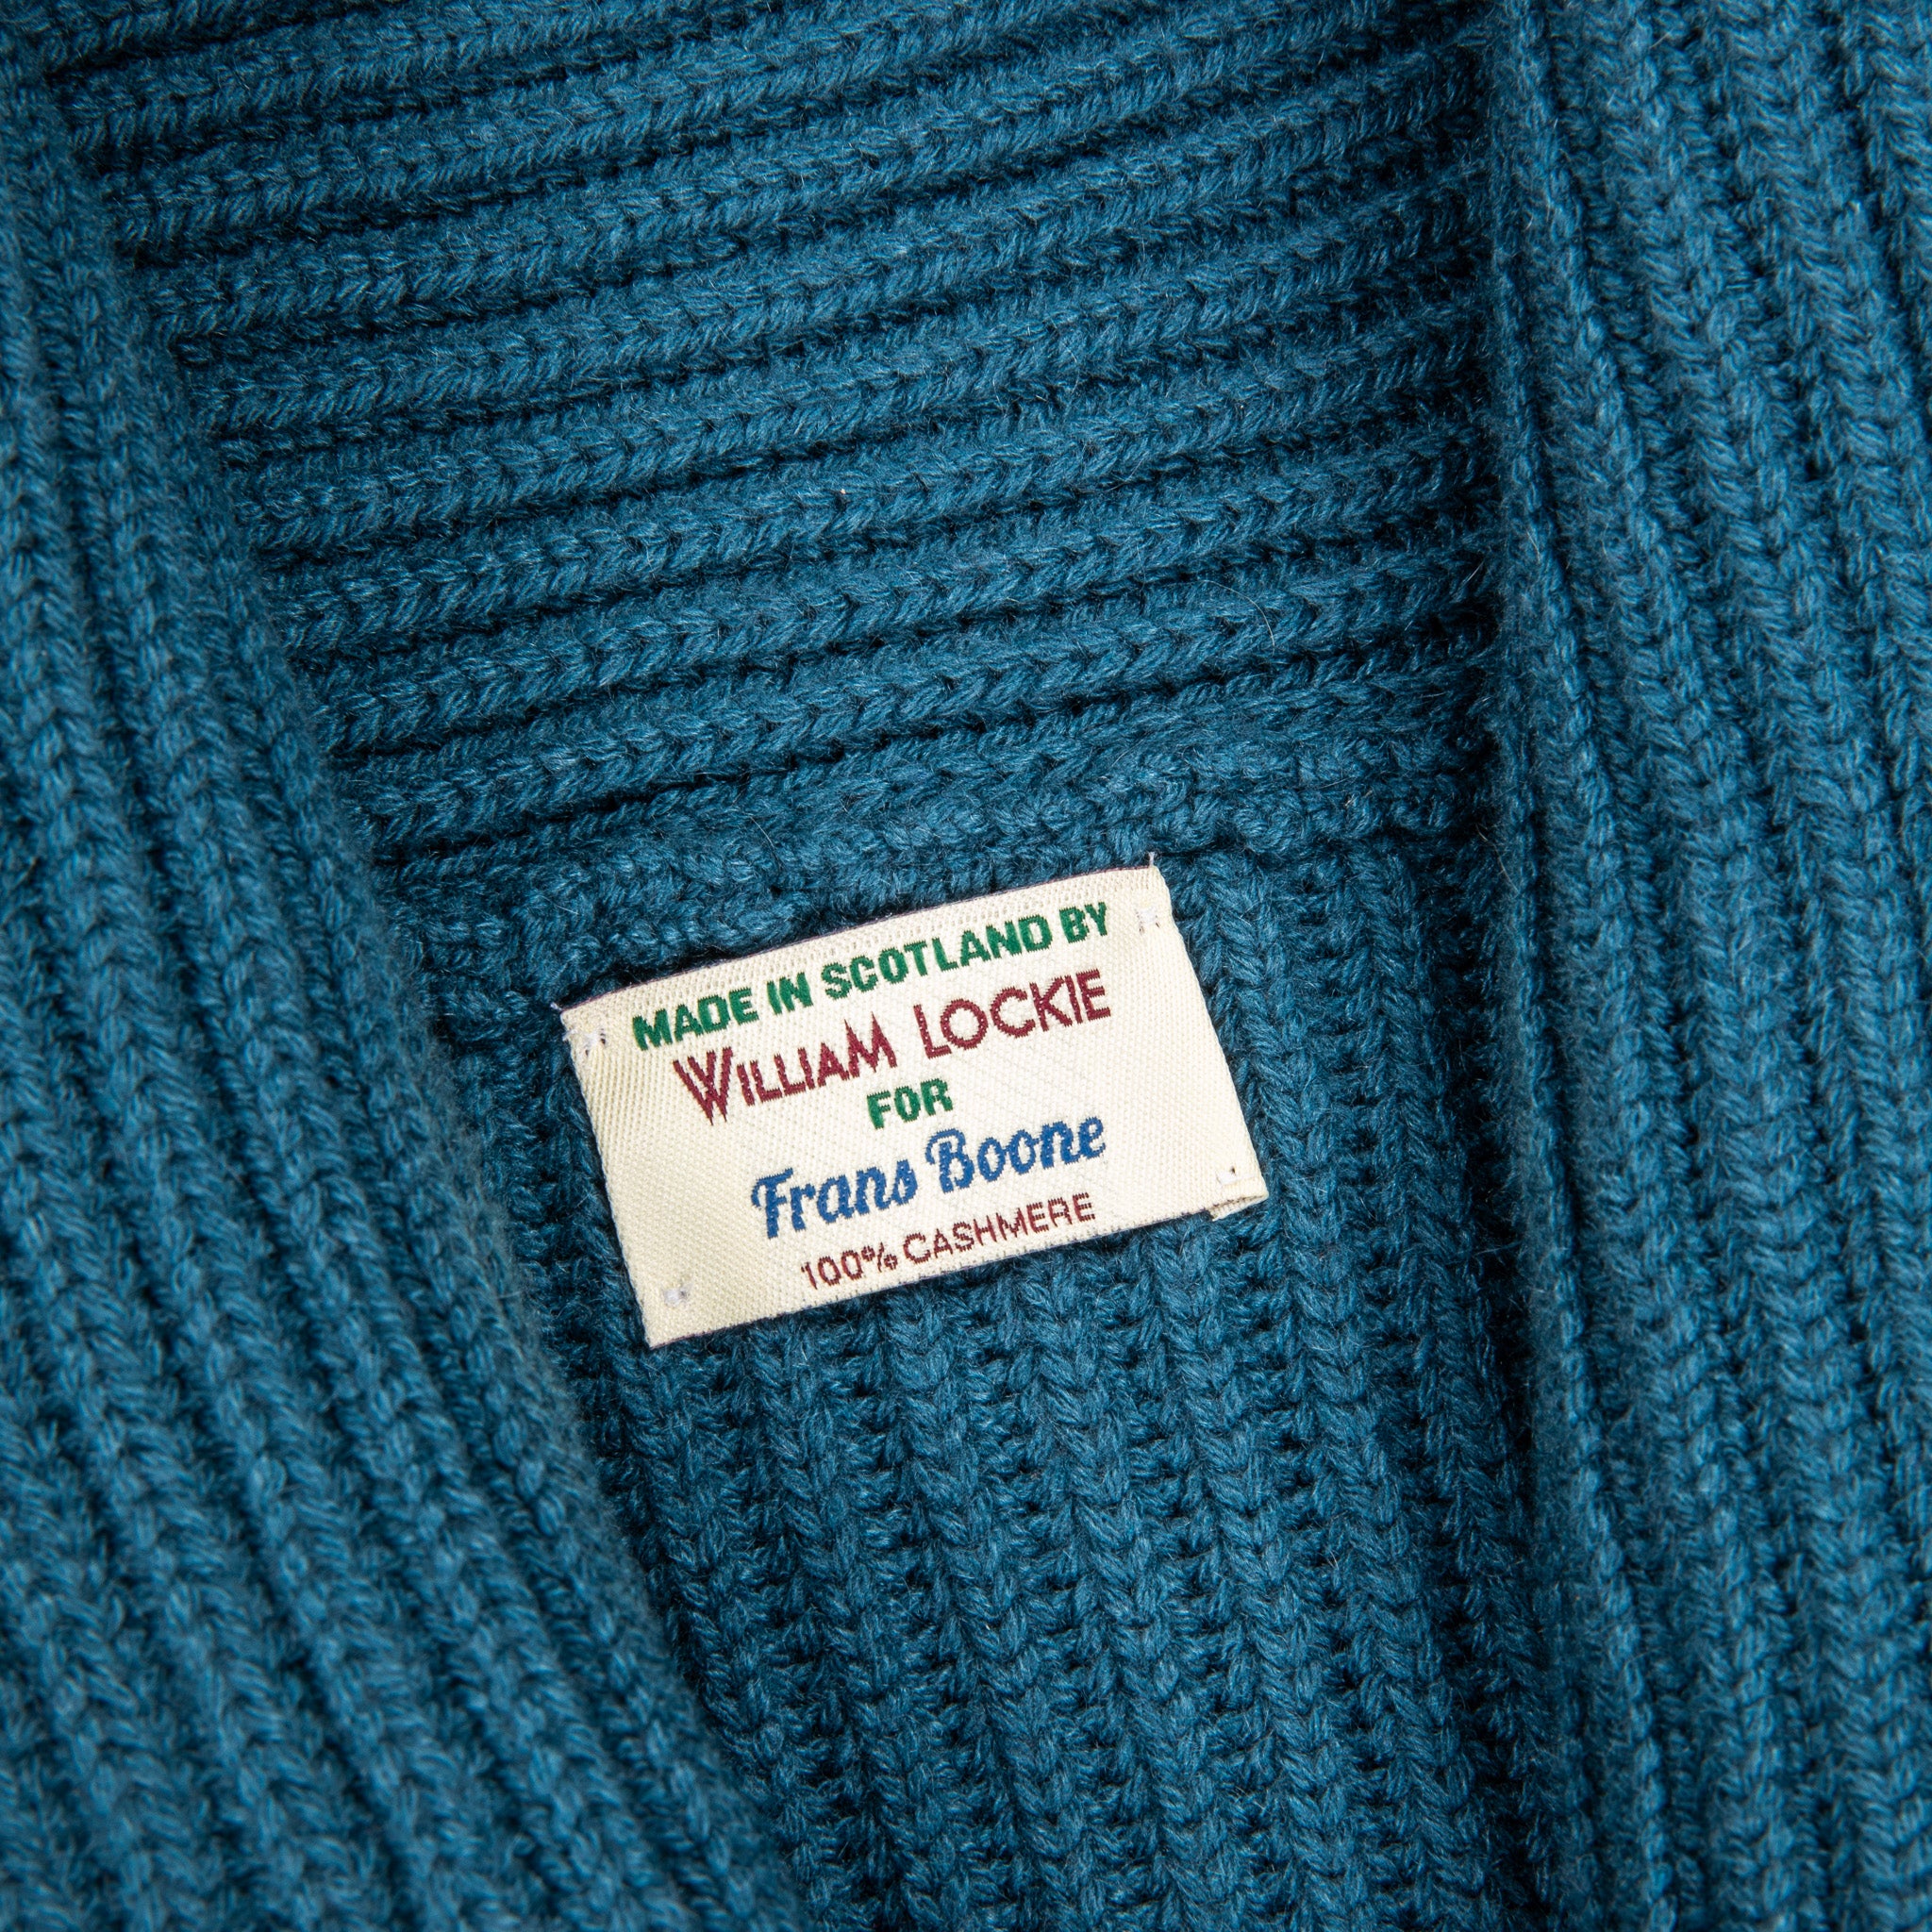 MADE IN SCOTLAND BY
WILLIAM LOCKIE
FOR
Frans Boone
100% CASHMERE